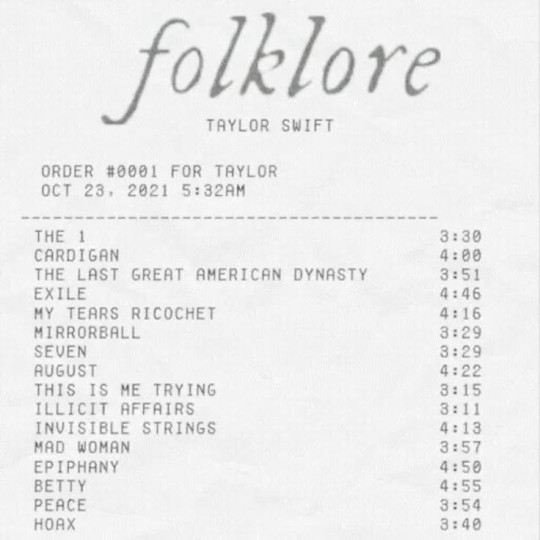 folklore
TAYLOR SWIFT
ORDER #0001 FOR TAYLOR
OCT 23, 2021 5:32AM
----------------------------------------
THE 1 3:30
CARDIGAN 4:00
THE LAST GREAT AMERICAN DYNASTY 3:51
EXILE 4:46
MY TEARS RICOCHET 4:16
MIRRORBALL 3:29
SEVEN 3:29
AUGUST 4:22
THIS IS ME TRYING 3:15
ILLICIT AFFAIRS 3:11
INVISIBLE STRINGS 4:13
MAD WOMAN 3:57
EPIPHANY 4:50
BETTY 4:55
PEACE 3:54
HOAX 3:40